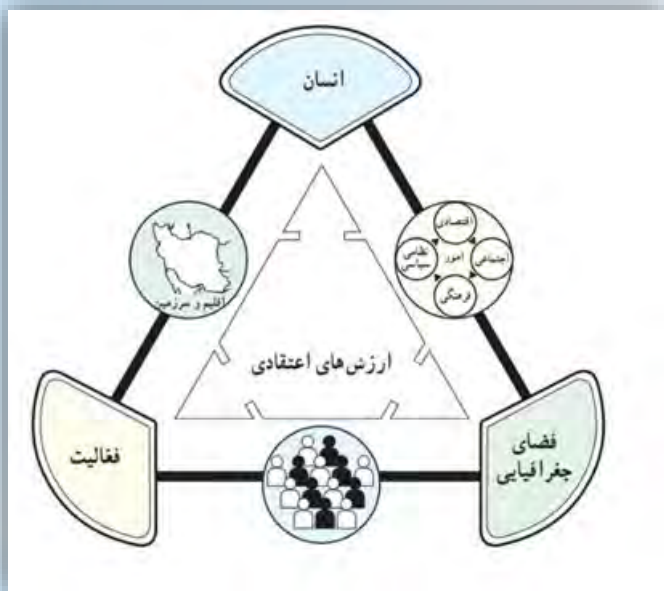 انسان
اقتصادی
نظامی
سیاسی
امور
اجتماعی
فرهنگی
اقلیم و سرزمین
ارزش‌های اعتقادی
فعالیت
فضای
جغرافیایی